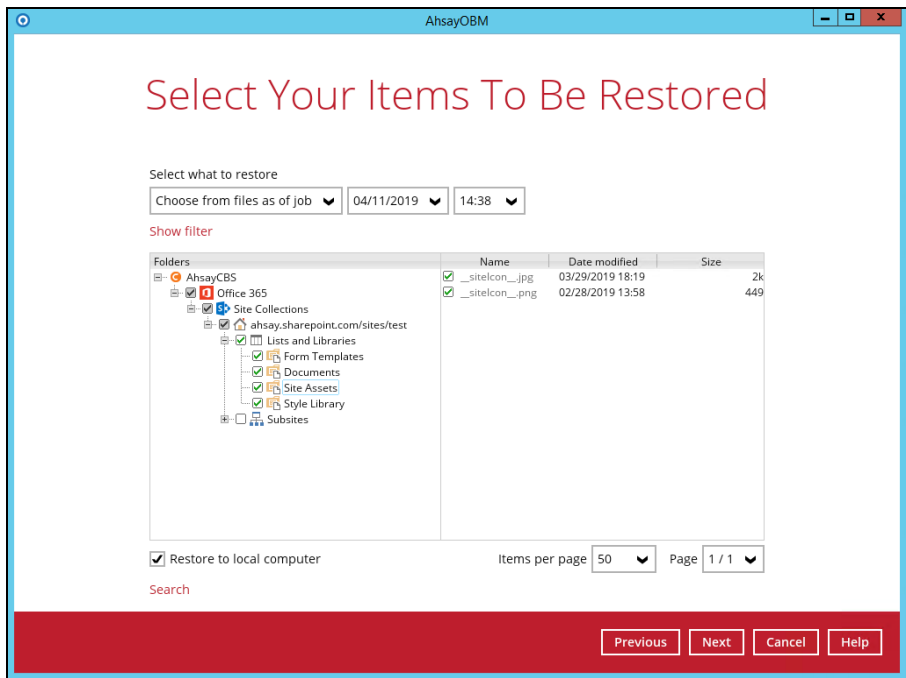 AhsayOBM
Select Your Items To Be Restored
Select what to restore
Choose from files as of job 04/11/2019 14:38
Show filter
Folders Name Date modified Size
AhsayCBS __siteIcon__.jpg 03/29/2019 18:19 2k
Office 365 __siteIcon__.png 02/28/2019 13:58 449
Site Collections
ahsay.sharepoint.com/sites/test
Lists and Libraries
Form Templates
Documents
Site Assets
Style Library
Subsites
Restore to local computer Items per page 50 Page 1 / 1
Search
Previous Next Cancel Help